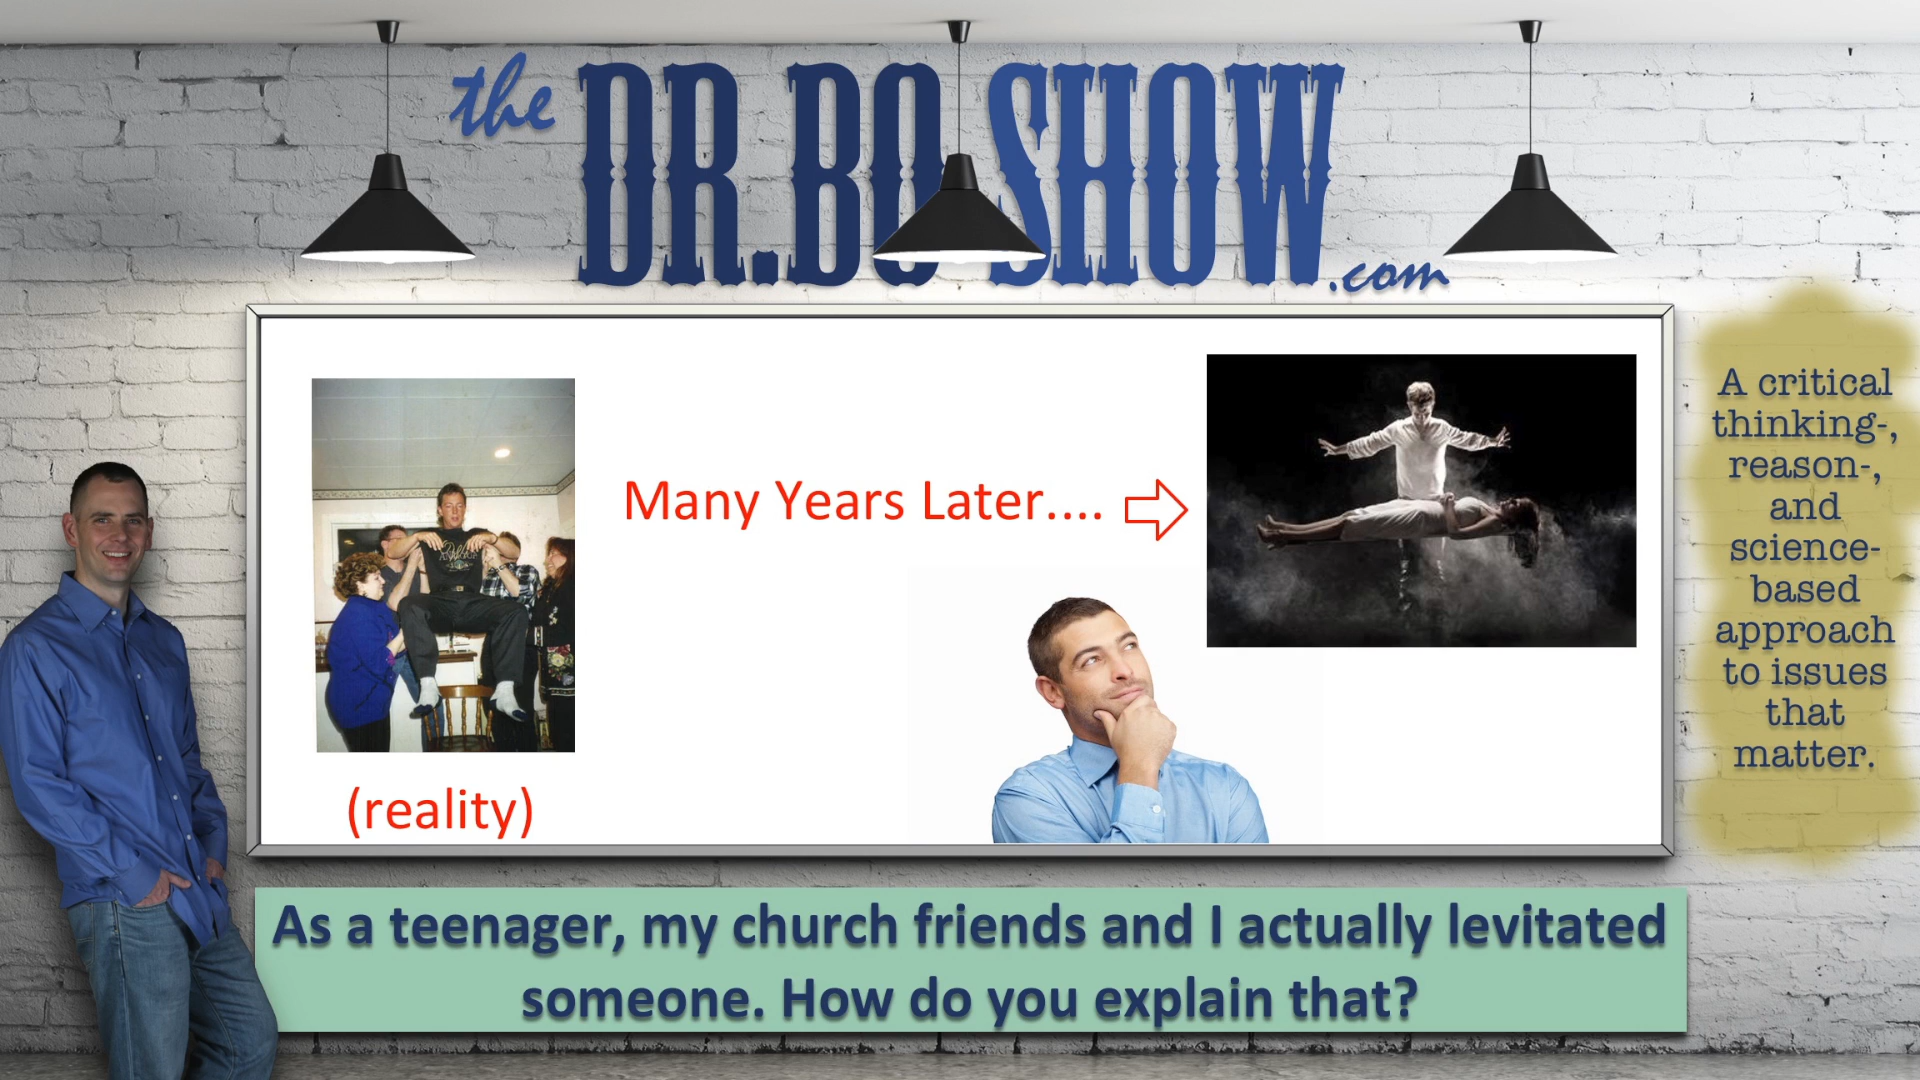 the DR.BO SHOW.com
Many Years Later....
(reality)
A critical
thinking-,
reason-,
and
science-
based
approach
to issues
that
matter.
As a teenager, my church friends and I actually levitated
someone. How do you explain that?